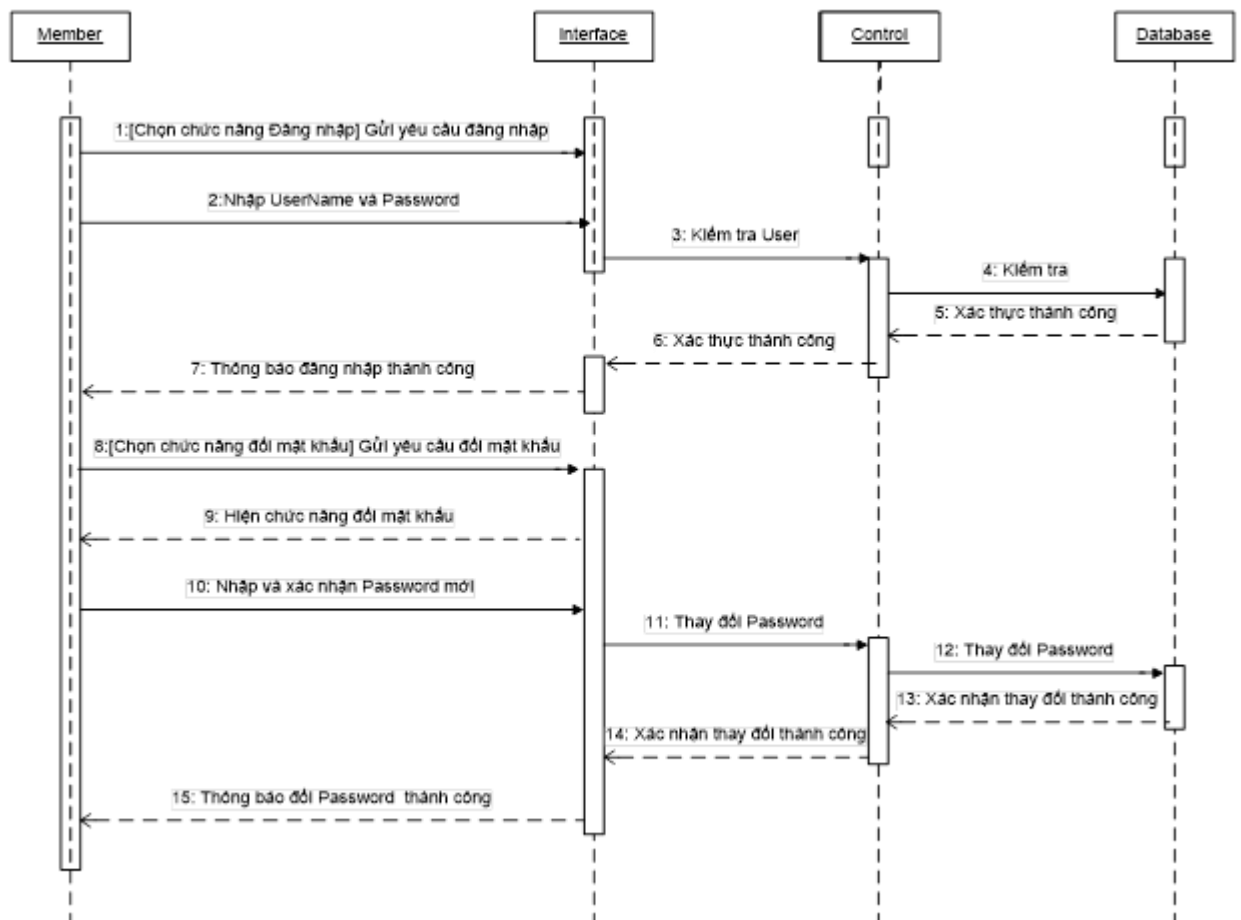 Member
Interface
Control
Database
1:[Chọn chức năng Đăng nhập] Gửi yêu cầu đăng nhập
2:Nhập UserName và Password
3: Kiểm tra User
4: Kiểm tra
5: Xác thực thành công
6: Xác thực thành công
7: Thông báo đăng nhập thành công
8:[Chọn chức năng đổi mật khẩu] Gửi yêu cầu đổi mật khẩu
9: Hiện chức năng đổi mật khẩu
10: Nhập và xác nhận Password mới
11: Thay đổi Password
12: Thay đổi Password
13: Xác nhận thay đổi thành công
14: Xác nhận thay đổi thành công
15: Thông báo đổi Password thành công